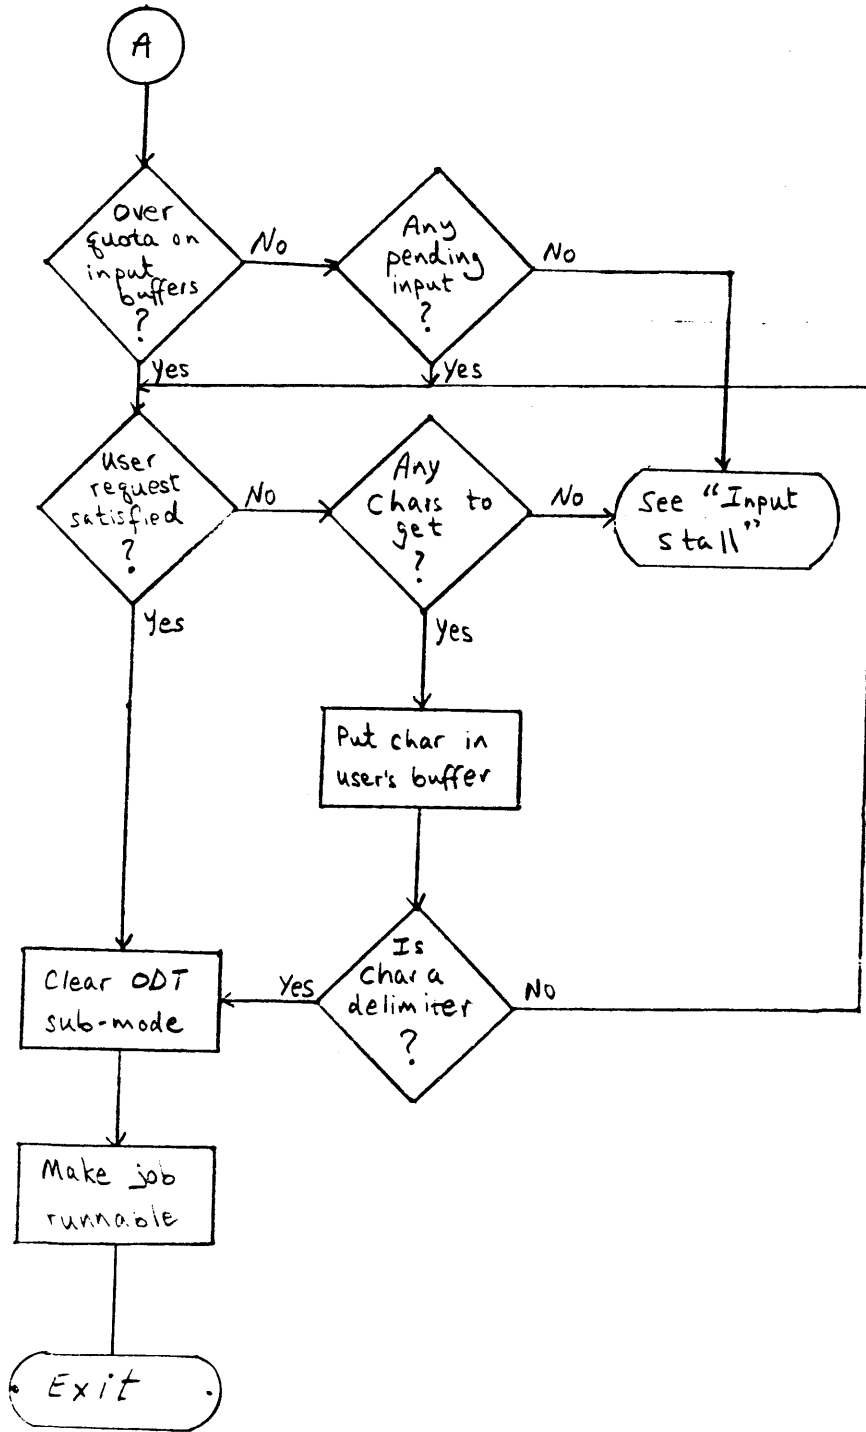 A
Over
quota on
input
buffers
?
No
Any
pending
input
?
No
Yes
Yes
User
request
satisfied
?
No
Any
Chars to
get
?
No
See "Input
stall"
Yes
Yes
Put char in
user's buffer
Is
Char a
delimiter
?
Yes
No
Clear ODT
sub-mode
Make job
runnable
Exit